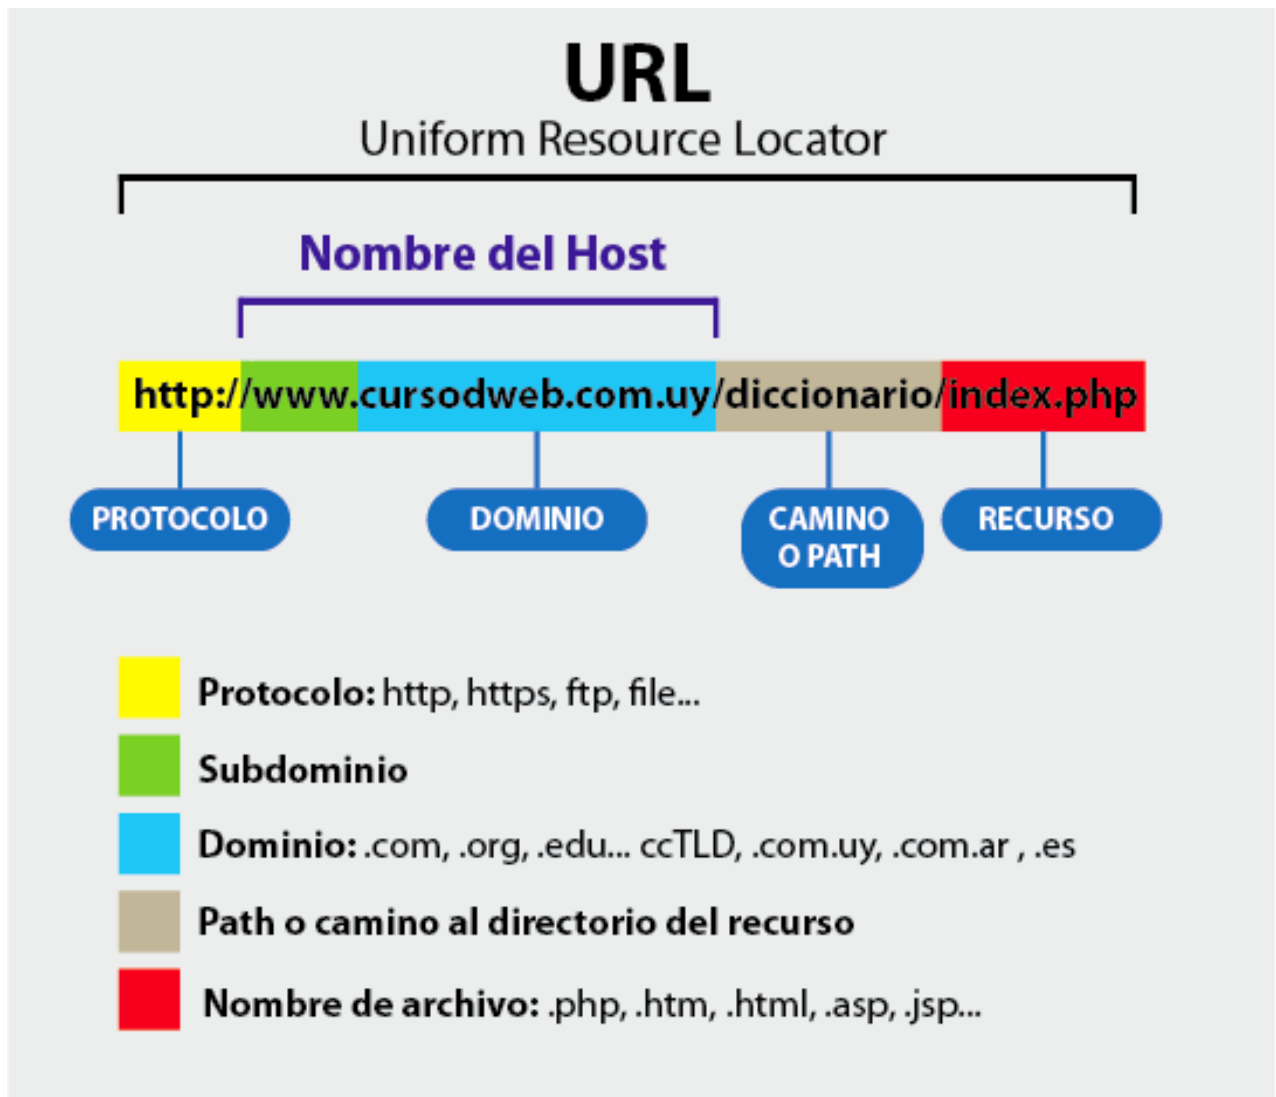 URL
Uniform Resource Locator
Nombre del Host
http://www.cursodweb.com.uy/diccionario/index.php
PROTOCOLO
DOMINIO
CAMINO
O PATH
RECURSO
Protocolo: http, https, ftp, file...
Subdominio
Dominio: .com, .org, .edu... ccTLD, .com.uy, .com.ar , .es
Path o camino al directorio del recurso
Nombre de archivo: .php, .htm, .html, .asp, .jsp...